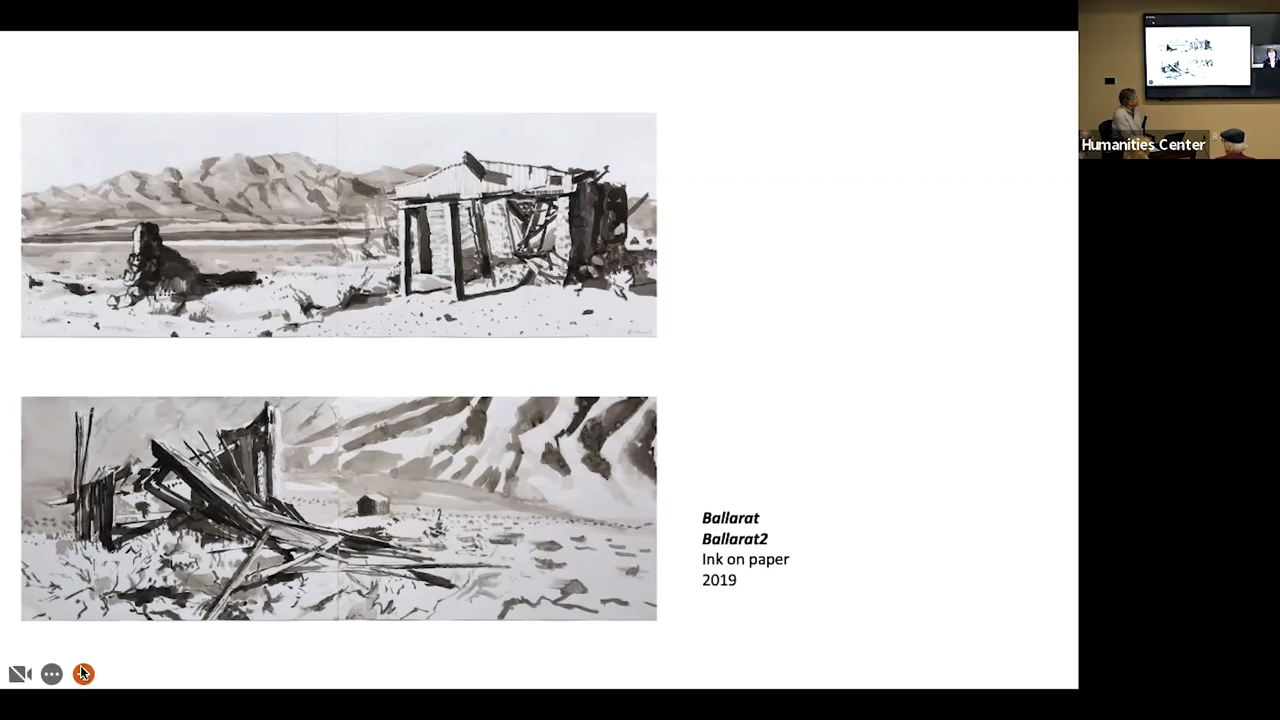 Humanities Center
Ballarat
Ballarat2
Ink on paper
2019